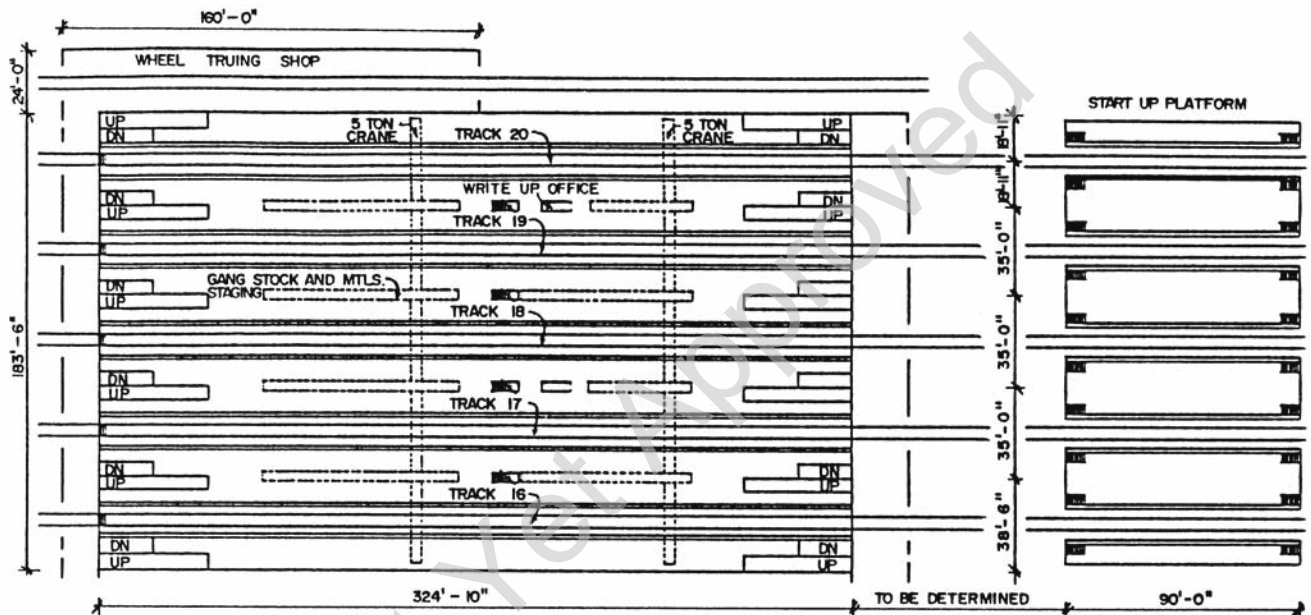 160'-0"
WHEEL TRUING SHOP
24'-0"
START UP PLATFORM
UP
DN
5 TON
CRANE
TRACK 20
5 TON
CRANE
UP
DN
18'-11"
18'-11"
DN
UP
WRITE UP OFFICE
TRACK 19
DN
UP
35'-0"
DN
UP
GANG STOCK AND MTLS.
STAGING
TRACK 18
DN
UP
35'-0"
183'-6"
DN
UP
TRACK 17
DN
UP
35'-0"
DN
UP
TRACK 16
DN
UP
38'-6"
DN
UP
DN
UP
324'-10"
TO BE DETERMINED
90'-0"
Yet Approved